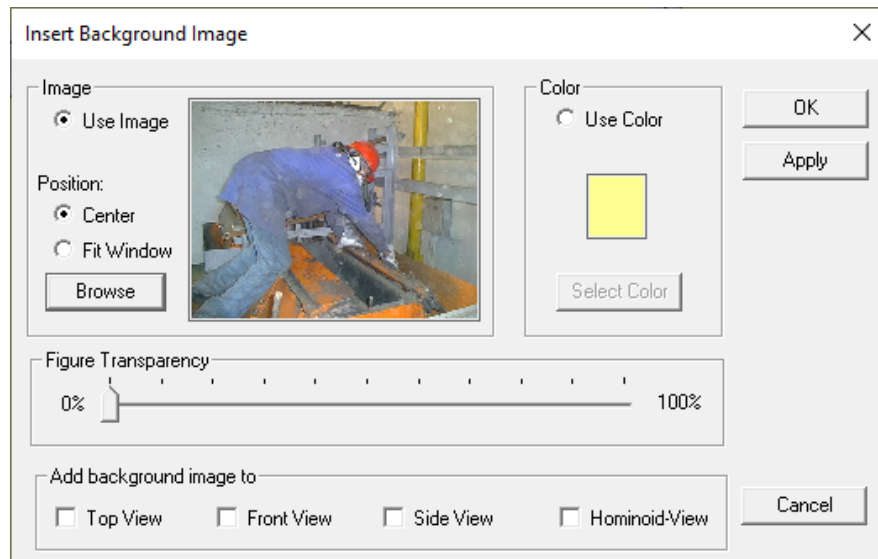 Insert Background Image
Image
Use Image
Position:
Center
Fit Window
Browse
Color
Use Color
Select Color
OK
Apply
Figure Transparency
0%
100%
Add background image to
Top View
Front View
Side View
Hominoid-View
Cancel